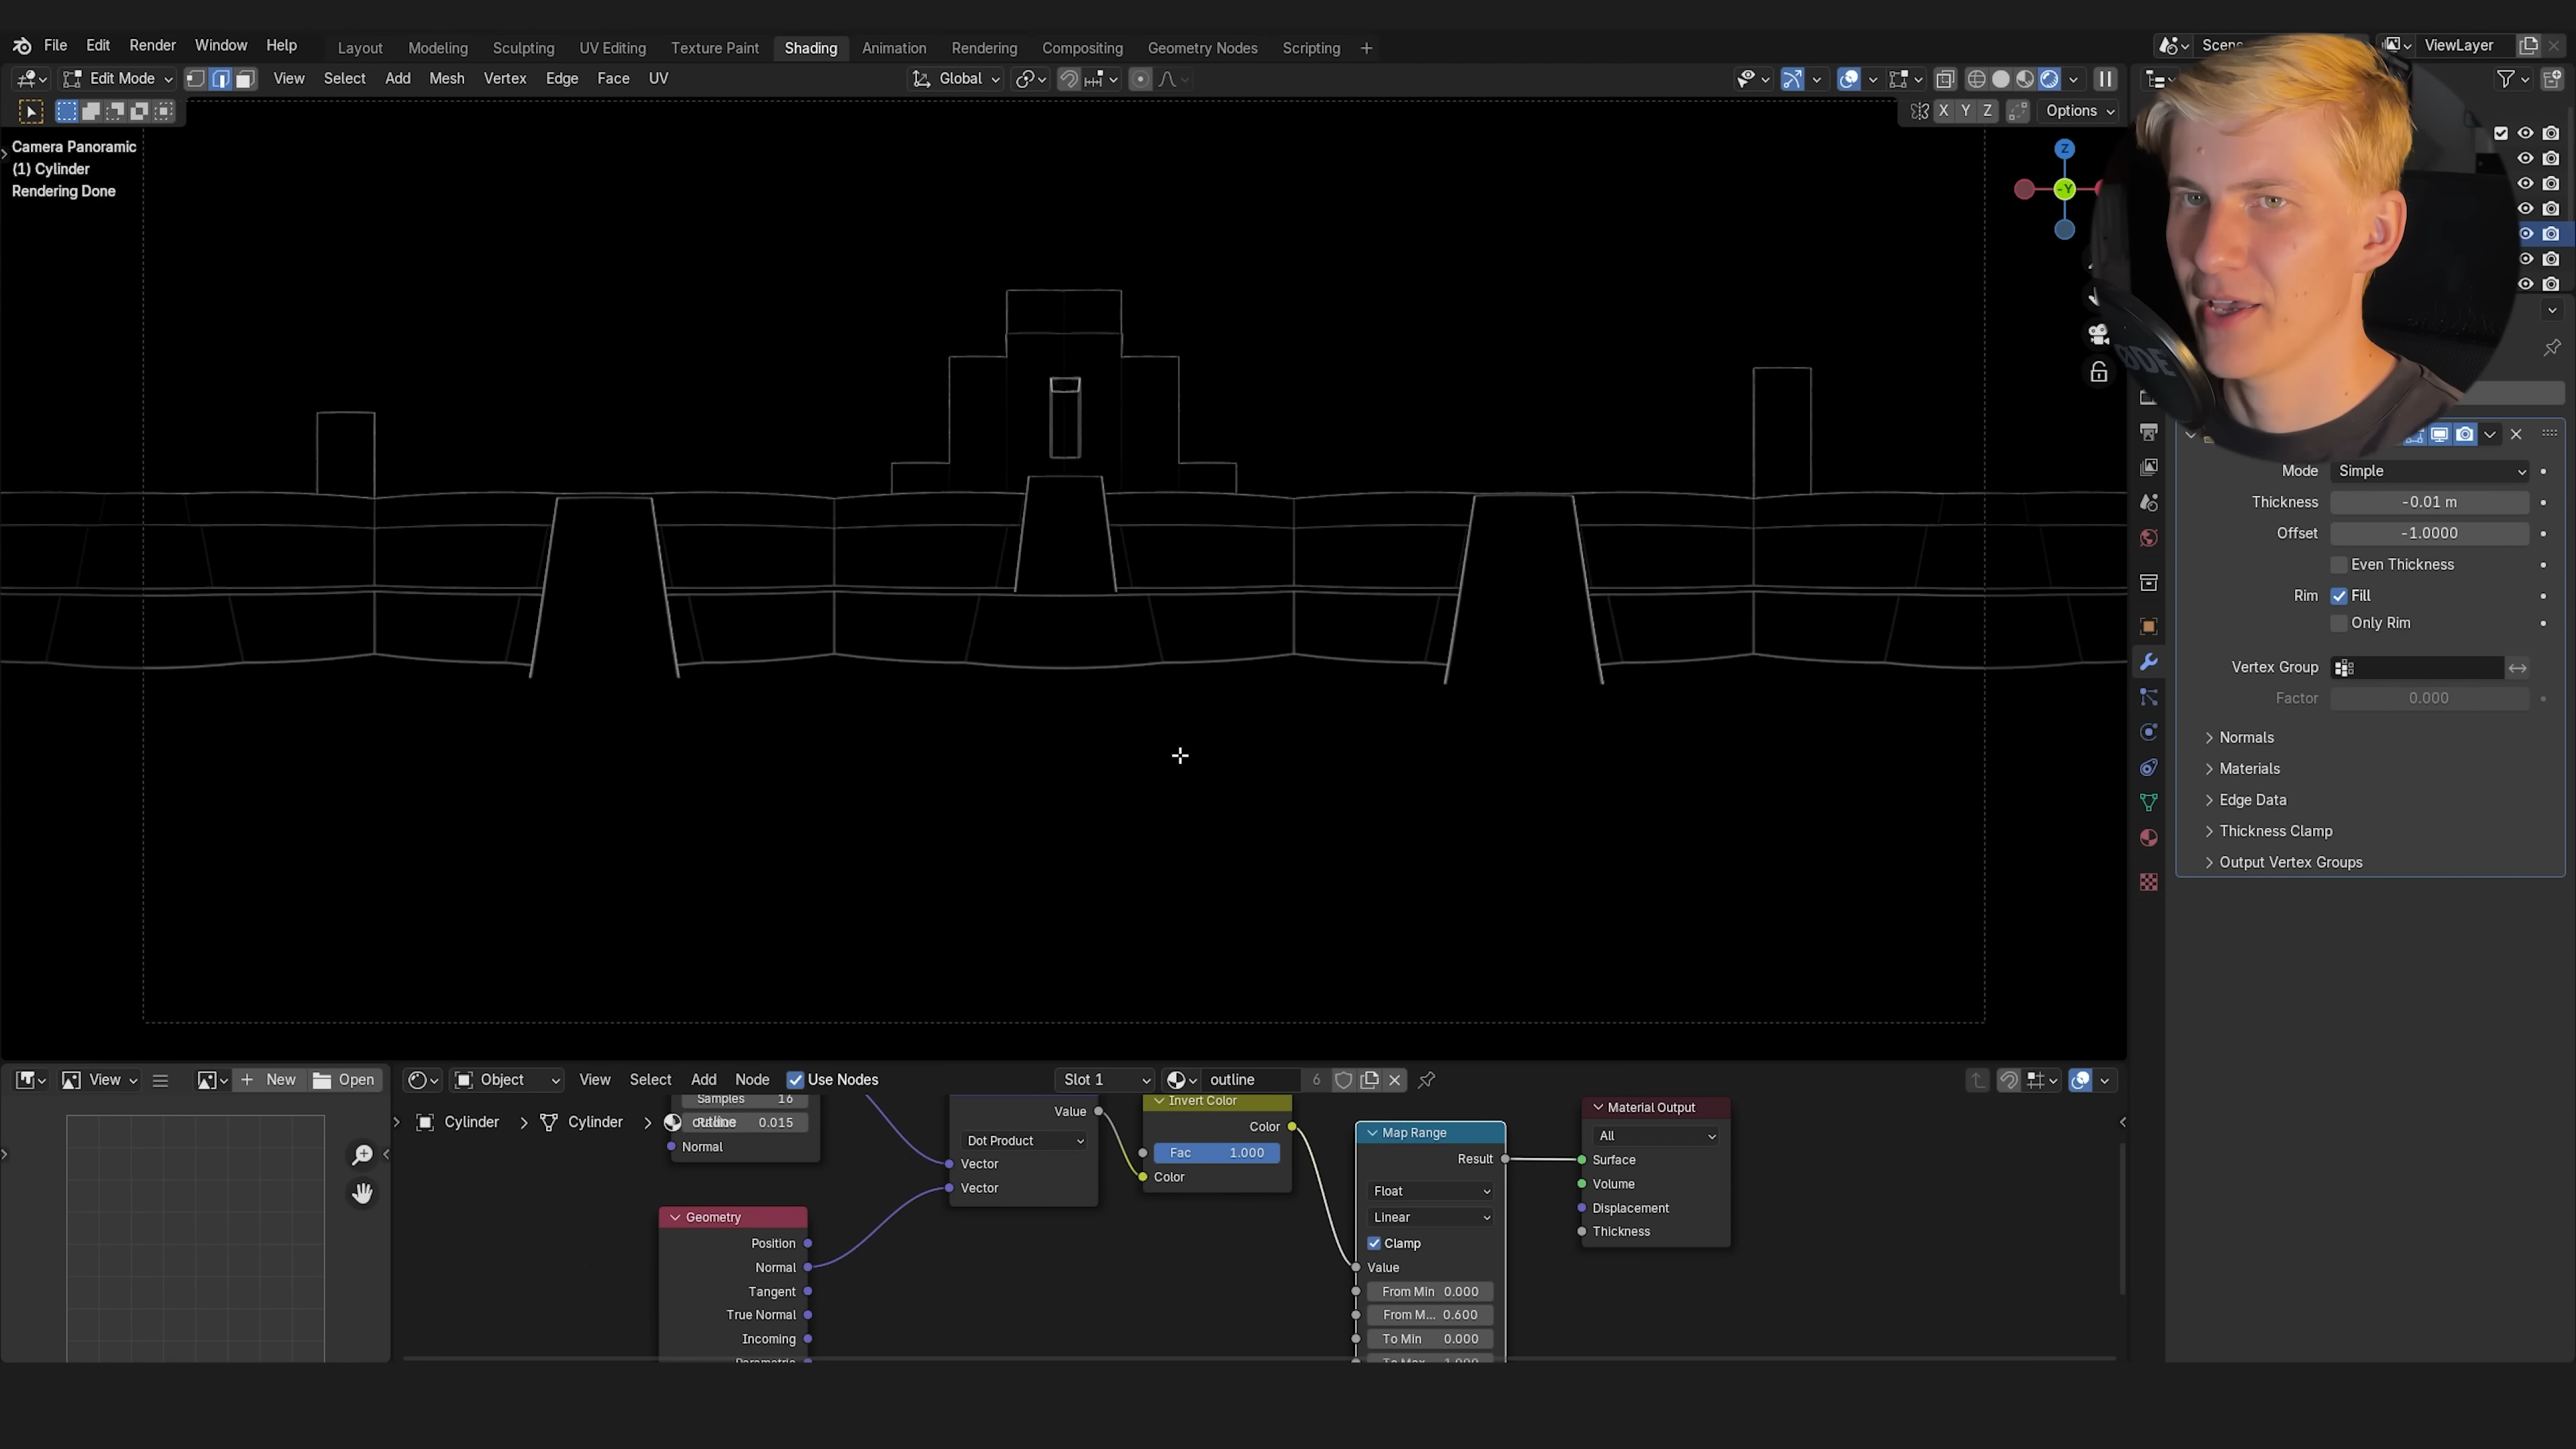 File Edit Render Window Help Layout Modeling Sculpting UV Editing Texture Paint Shading Animation Rendering Compositing Geometry Nodes Scripting +
ViewLayer
Edit Mode View Select Add Mesh Vertex Edge Face UV Global
X Y Z Options
Camera Panoramic
(1) Cylinder
Rendering Done
Z
-Y
Mode Simple
Thickness -0.01 m
Offset -1.0000
Even Thickness
Rim Fill
Only Rim
Vertex Group
Factor 0.000
Normals
Materials
Edge Data
Thickness Clamp
Output Vertex Groups
View + New Open
Object View Select Add Node Use Nodes Slot 1 outline 6
Cylinder > Cylinder > outline
Samples 16
0.015
Normal
Value
Dot Product
Vector
Vector
Invert Color
Color
Fac 1.000
Color
Geometry
Position
Normal
Tangent
True Normal
Incoming
Map Range
Result
Float
Linear
Clamp
Value
From Min 0.000
From M... 0.600
To Min 0.000
Material Output
All
Surface
Volume
Displacement
Thickness